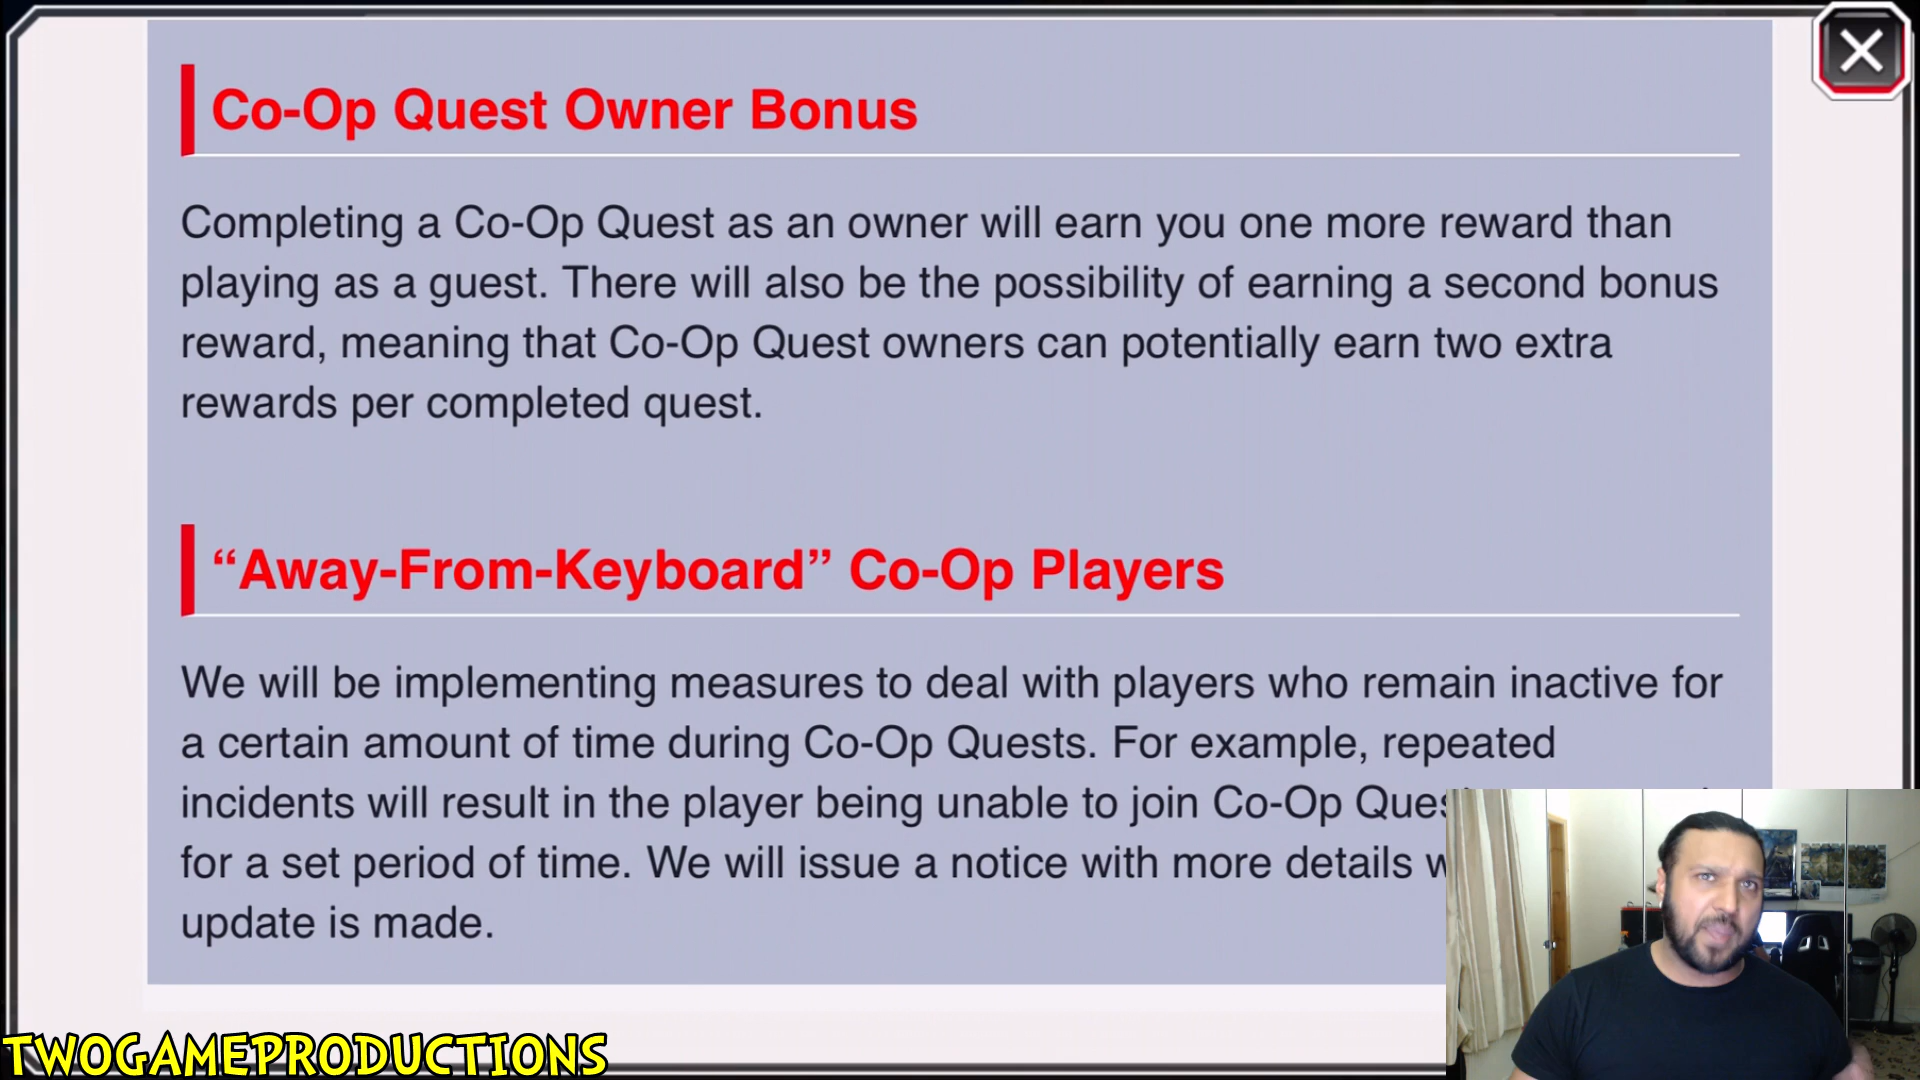 Co-Op Quest Owner Bonus
Completing a Co-Op Quest as an owner will earn you one more reward than
playing as a guest. There will also be the possibility of earning a second bonus
reward, meaning that Co-Op Quest owners can potentially earn two extra
rewards per completed quest.
“Away-From-Keyboard” Co-Op Players
We will be implementing measures to deal with players who remain inactive for
a certain amount of time during Co-Op Quests. For example, repeated
incidents will result in the player being unable to join Co-Op
for a set period of time. We will issue a notice with more details
update is made.
TWOGAMEPRODUCTIONS